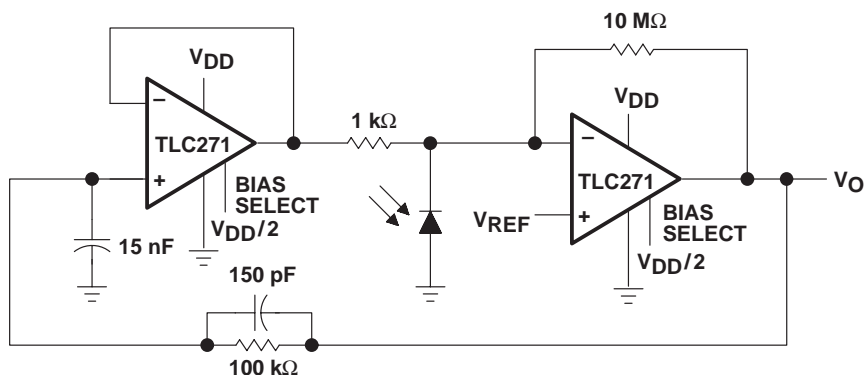 10 MΩ
VDD
VDD
−
−
1 kΩ
TLC271
TLC271
VO
+
BIAS
SELECT
VREF
+
BIAS
SELECT
VDD/2
VDD/2
15 nF
150 pF
100 kΩ